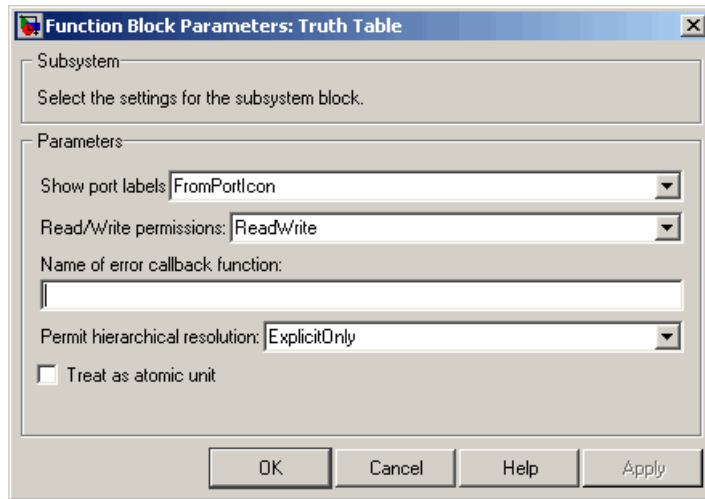 Function Block Parameters: Truth Table
Subsystem
Select the settings for the subsystem block.
Parameters
Show port labels FromPortIcon
Read/Write permissions: ReadWrite
Name of error callback function:
Permit hierarchical resolution: ExplicitOnly
Treat as atomic unit
OK Cancel Help Apply